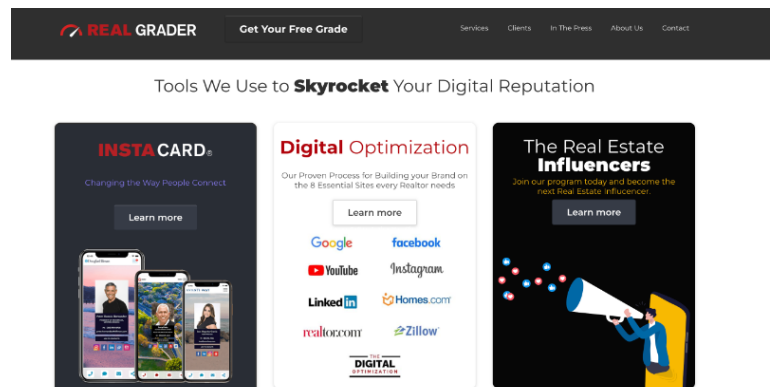 REAL GRADER
Get Your Free Grade
Services
Clients
In The Press
About Us
Contact
Tools We Use to Skyrocket Your Digital Reputation
INSTACARD®
Changing the Way People Connect
Learn more
Digital Optimization
Our Proven Process for Building your Brand on
the 8 Essential Sites every Realtor needs
Learn more
Google
facebook
YouTube
Instagram
Linked in
Homes.com
realtor.com
Zillow
THE
DIGITAL
OPTIMIZATION
The Real Estate
Influencers
Join our program today and become the
next Real Estate Influcencer.
Learn more